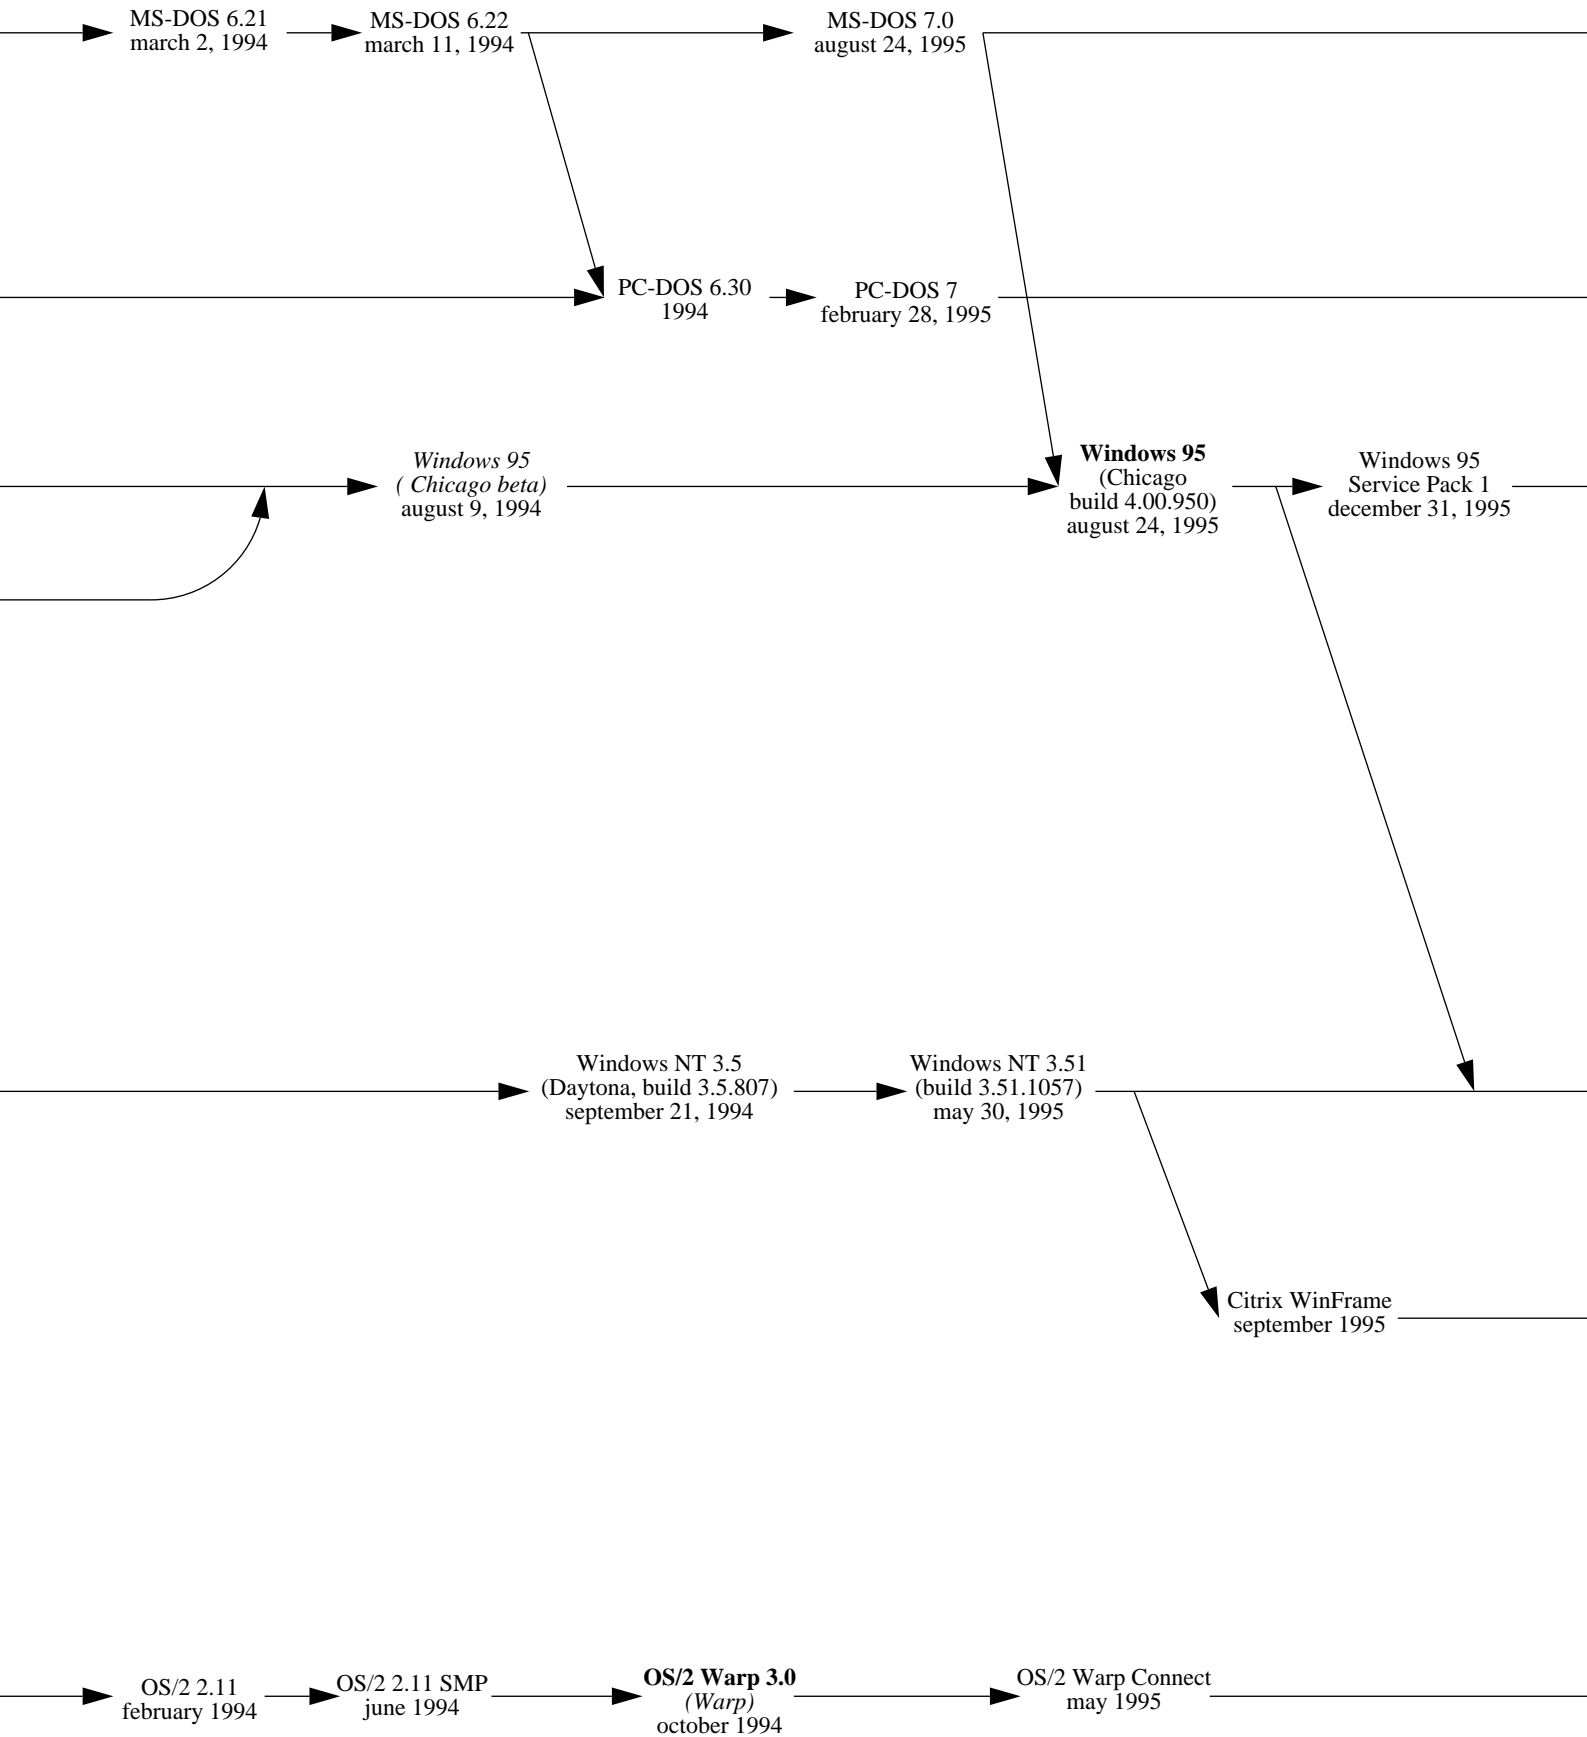 MS-DOS 6.21
march 2, 1994
MS-DOS 6.22
march 11, 1994
MS-DOS 7.0
august 24, 1995
PC-DOS 6.30
1994
PC-DOS 7
february 28, 1995
Windows 95
( Chicago beta)
august 9, 1994
Windows 95
(Chicago
build 4.00.950)
august 24, 1995
Windows 95
Service Pack 1
december 31, 1995
Windows NT 3.5
(Daytona, build 3.5.807)
september 21, 1994
Windows NT 3.51
(build 3.51.1057)
may 30, 1995
Citrix WinFrame
september 1995
OS/2 2.11
february 1994
OS/2 2.11 SMP
june 1994
OS/2 Warp 3.0
(Warp)
october 1994
OS/2 Warp Connect
may 1995